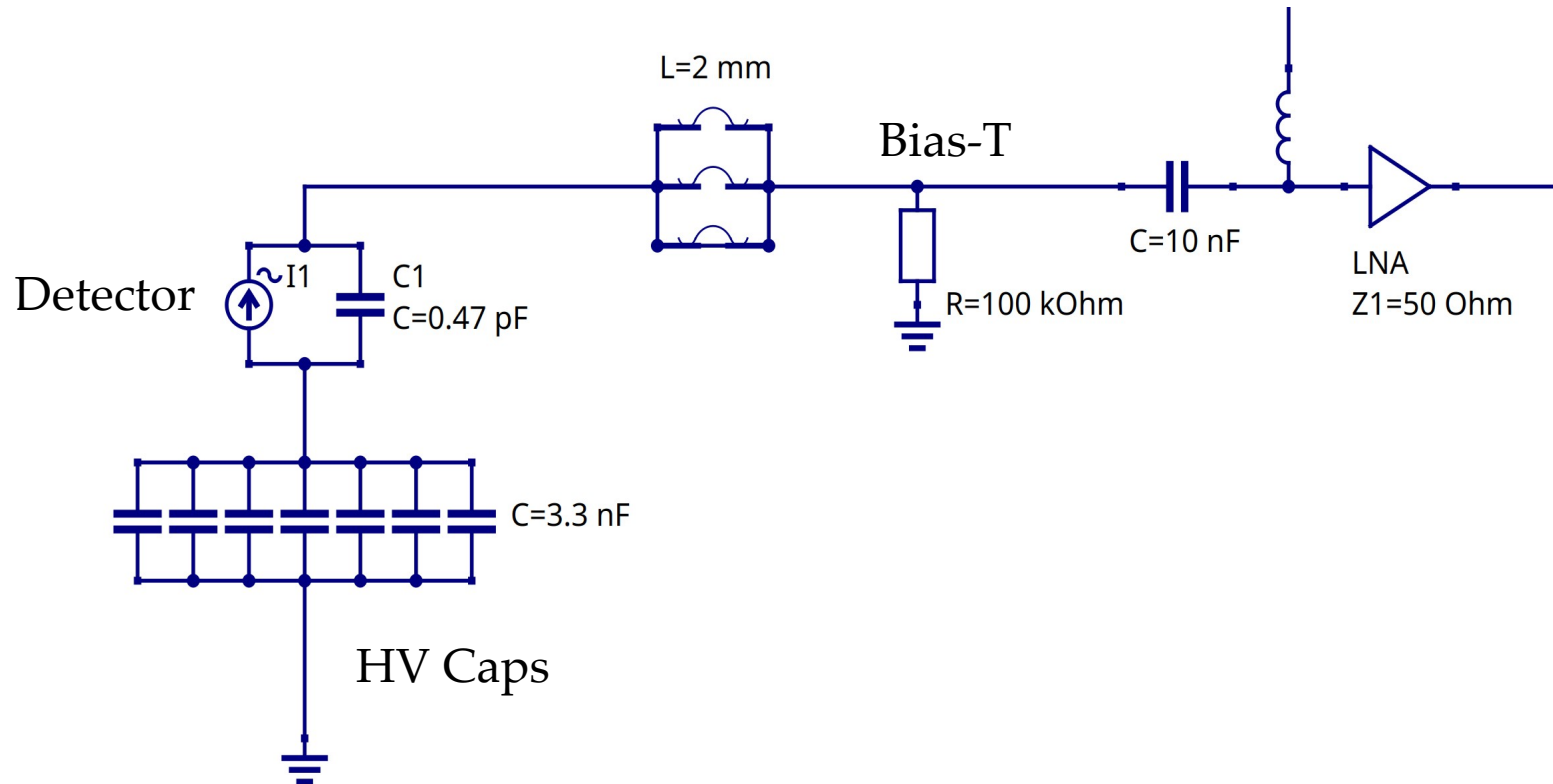 L=2 mm
Bias-T
C=10 nF
LNA
Z1=50 Ohm
Detector
I1
C1
C=0.47 pF
R=100 kOhm
C=3.3 nF
HV Caps